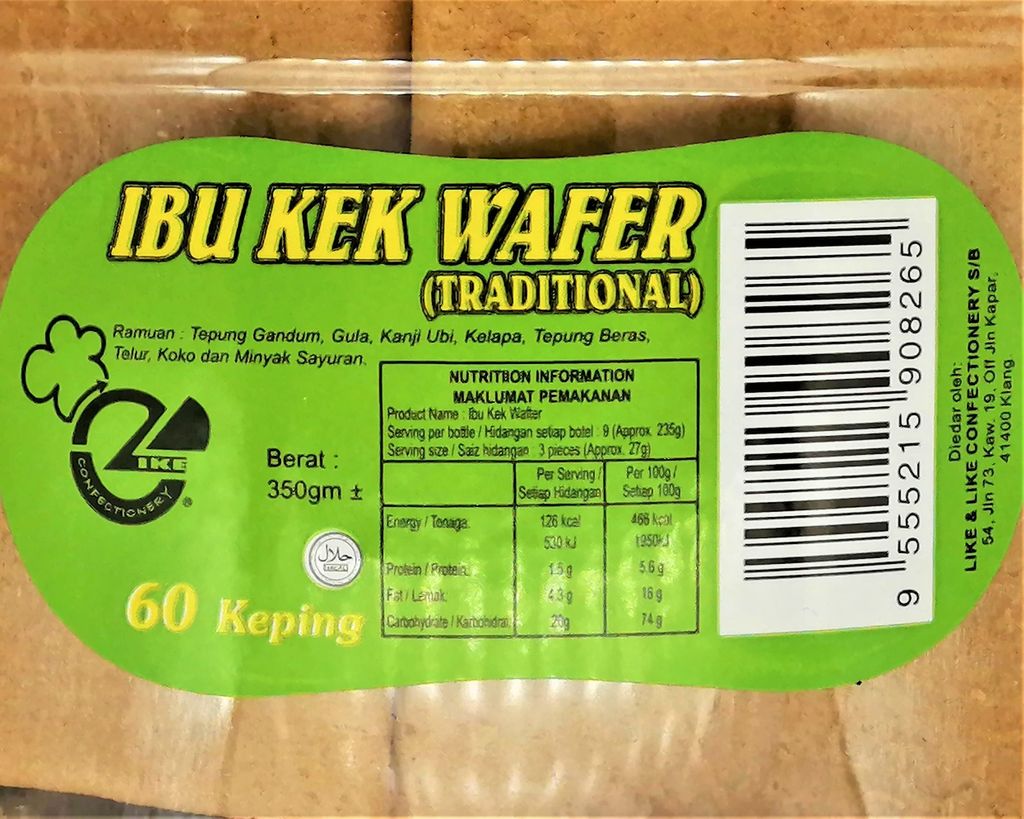 IBU KEK WAFER
(TRADITIONAL)
Ramuan : Tepung Gandum, Gula, Kanji Ubi, Kelapa, Tepung Beras,
Telur, Koko dan Minyak Sayuran.
LIKE
CONFECTIONERY ®
Berat :
350gm ±
حلال
HALAL
60 Keping
NUTRITION INFORMATION
MAKLUMAT PEMAKANAN
Product Name : Ibu Kek Waffer
Serving per bottle / Hidangan setiap botel : 9 (Approx. 235g)
Serving size / Saiz hidangan : 3 pieces (Approx. 27g)
Per Serving / Per 100g /
Setiap Hidangan Setiap 100g
Energy / Tenaga 126 kcal 466 kcal
530 kJ 1950kJ
Protein / Protein 1.5 g 5.6 g
Fat / Lemak 4.3 g 16 g
Carbohydrate / Karbohidrat 20g 74 g
9 555215 908265
Diedar oleh:
LIKE & LIKE CONFECTIONERY S/B
54, Jln 73, Kaw. 19, Off Jln Kapar,
41400 Klang.